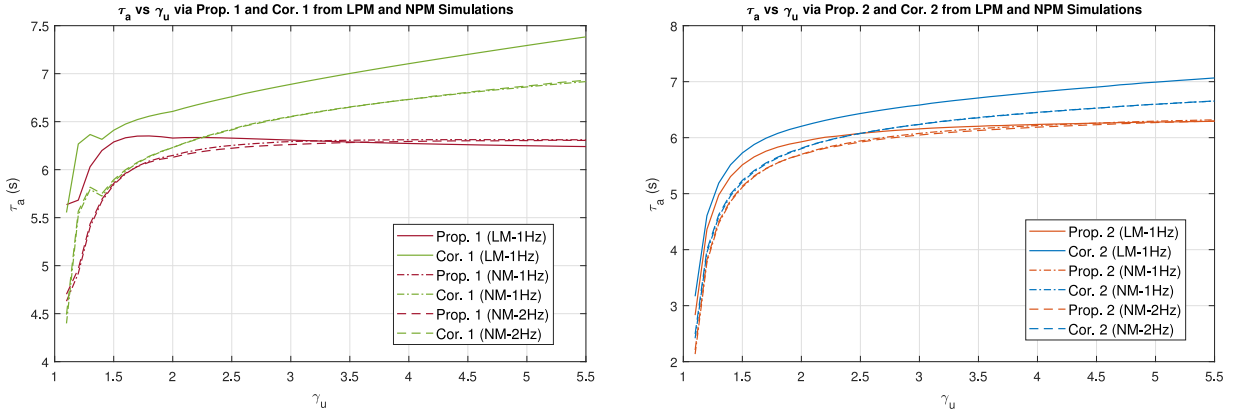 τa vs γu via Prop. 1 and Cor. 1 from LPM and NPM Simulations
7.5
7
6.5
6
5.5
5
4.5
4
τa (s)
Prop. 1 (LM-1Hz)
Cor. 1 (LM-1Hz)
Prop. 1 (NM-1Hz)
Cor. 1 (NM-1Hz)
Prop. 1 (NM-2Hz)
Cor. 1 (NM-2Hz)
1 1.5 2 2.5 3 3.5 4 4.5 5 5.5
γu
τa vs γu via Prop. 2 and Cor. 2 from LPM and NPM Simulations
8
7
6
5
4
3
2
τa (s)
Prop. 2 (LM-1Hz)
Cor. 2 (LM-1Hz)
Prop. 2 (NM-1Hz)
Cor. 2 (NM-1Hz)
Prop. 2 (NM-2Hz)
Cor. 2 (NM-2Hz)
1 1.5 2 2.5 3 3.5 4 4.5 5 5.5
γu